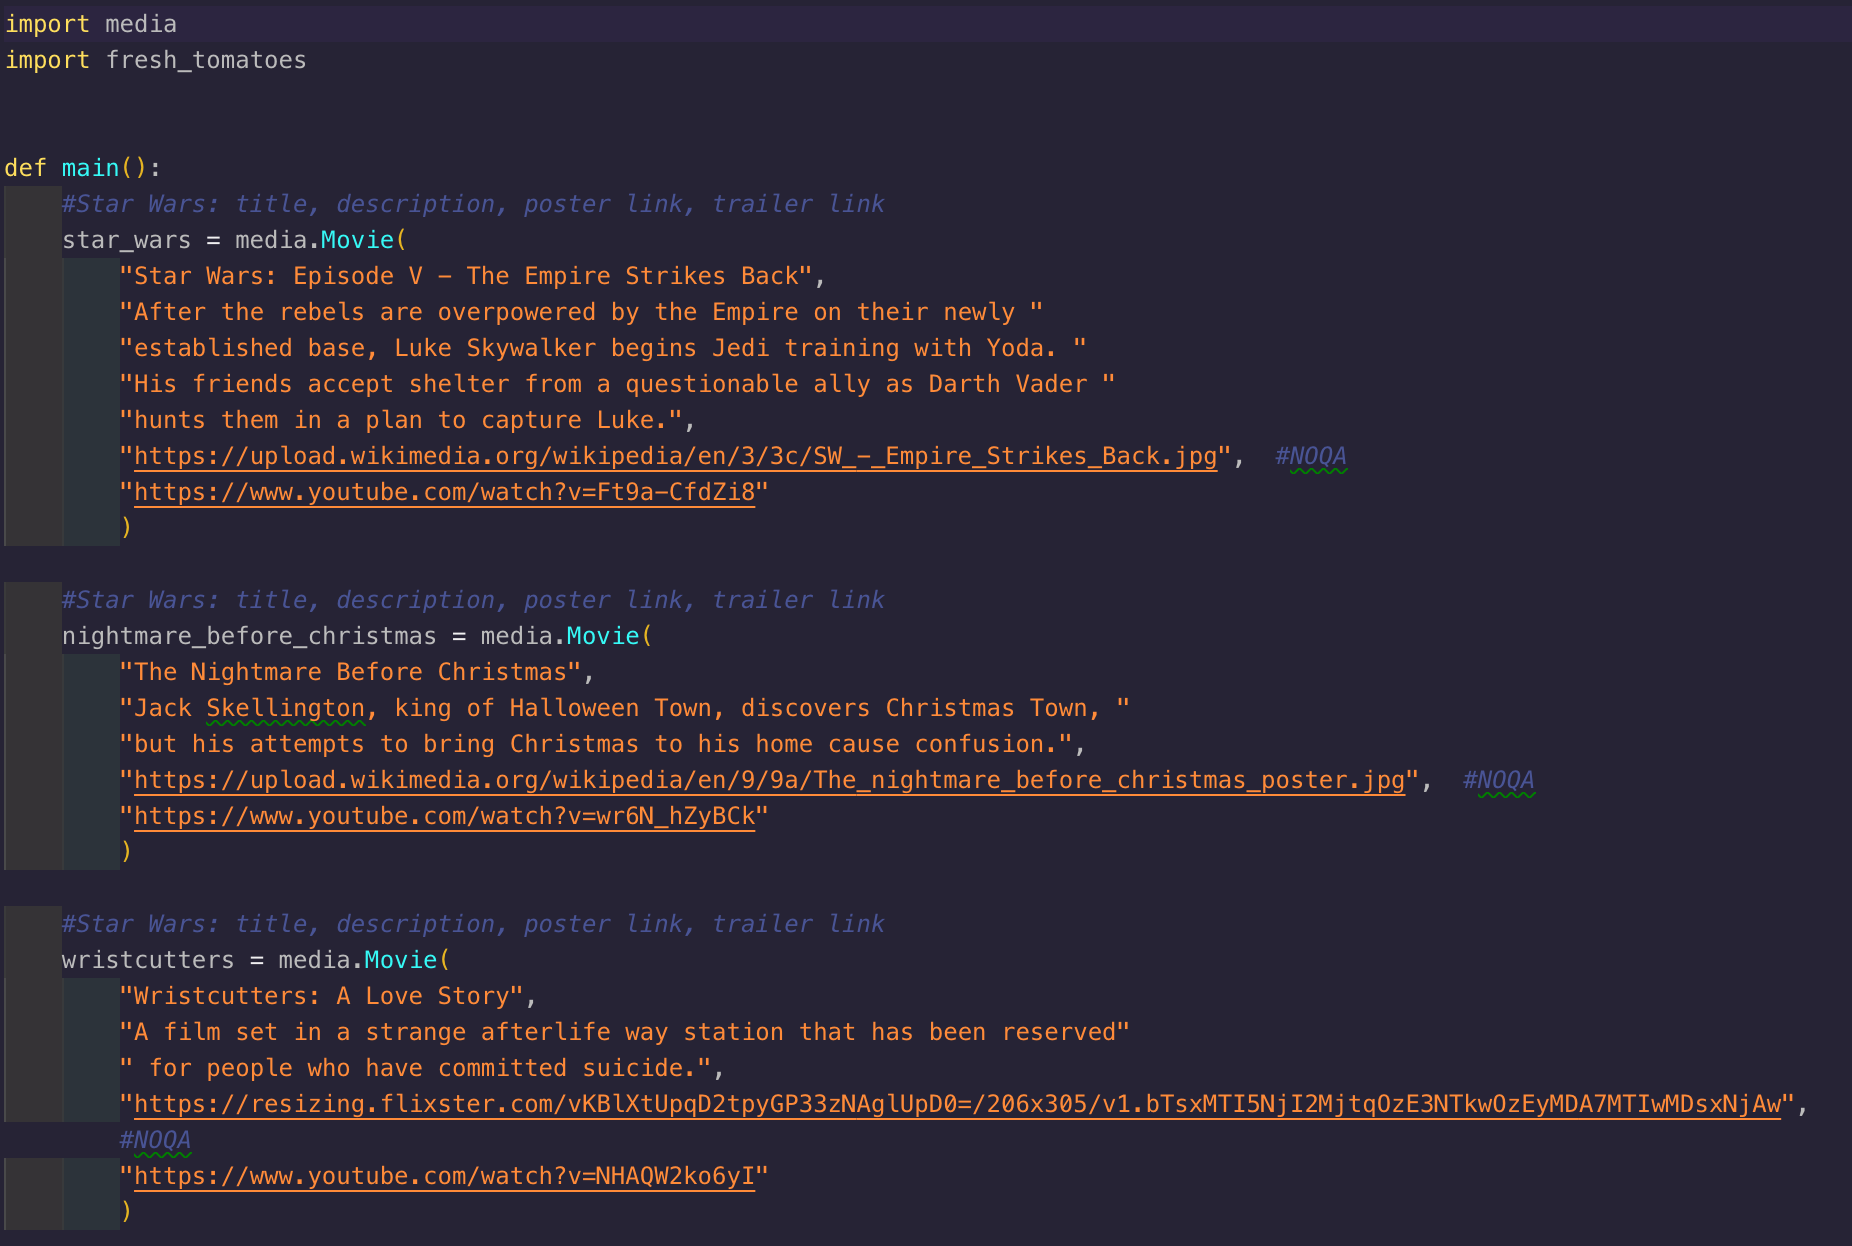 import media
import fresh_tomatoes
def main():
#Star Wars: title, description, poster link, trailer link
star_wars = media.Movie(
"Star Wars: Episode V - The Empire Strikes Back",
"After the rebels are overpowered by the Empire on their newly "
"established base, Luke Skywalker begins Jedi training with Yoda. "
"His friends accept shelter from a questionable ally as Darth Vader "
"hunts them in a plan to capture Luke.",
"https://upload.wikimedia.org/wikipedia/en/3/3c/SW_-_Empire_Strikes_Back.jpg",  #NOQA
"https://www.youtube.com/watch?v=Ft9a-CfdZi8"
)
#Star Wars: title, description, poster link, trailer link
nightmare_before_christmas = media.Movie(
"The Nightmare Before Christmas",
"Jack Skellington, king of Halloween Town, discovers Christmas Town, "
"but his attempts to bring Christmas to his home cause confusion.",
"https://upload.wikimedia.org/wikipedia/en/9/9a/The_nightmare_before_christmas_poster.jpg",  #NOQA
"https://www.youtube.com/watch?v=wr6N_hZyBCk"
)
#Star Wars: title, description, poster link, trailer link
wristcutters = media.Movie(
"Wristcutters: A Love Story",
"A film set in a strange afterlife way station that has been reserved"
" for people who have committed suicide.",
"https://resizing.flixster.com/vKBlXtUpqD2tpyGP33zNAglUpD0=/206x305/v1.bTsxMTI5NjI2MjtqOzE3NTkwOzEyMDA7MTIwMDsxNjAw",
#NOQA
"https://www.youtube.com/watch?v=NHAQW2ko6yI"
)